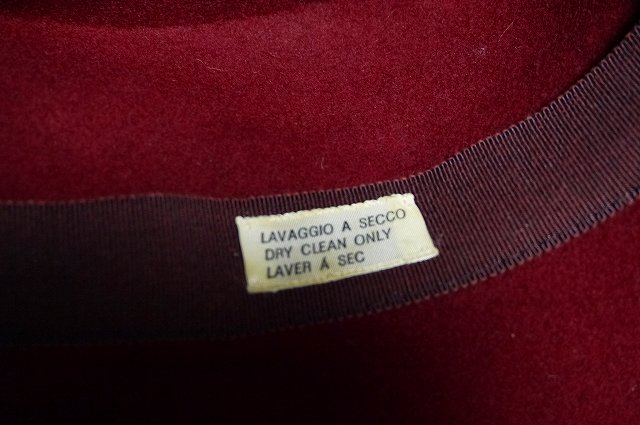 LAVAGGIO A SECCO
DRY CLEAN ONLY
LAVER Á SEC